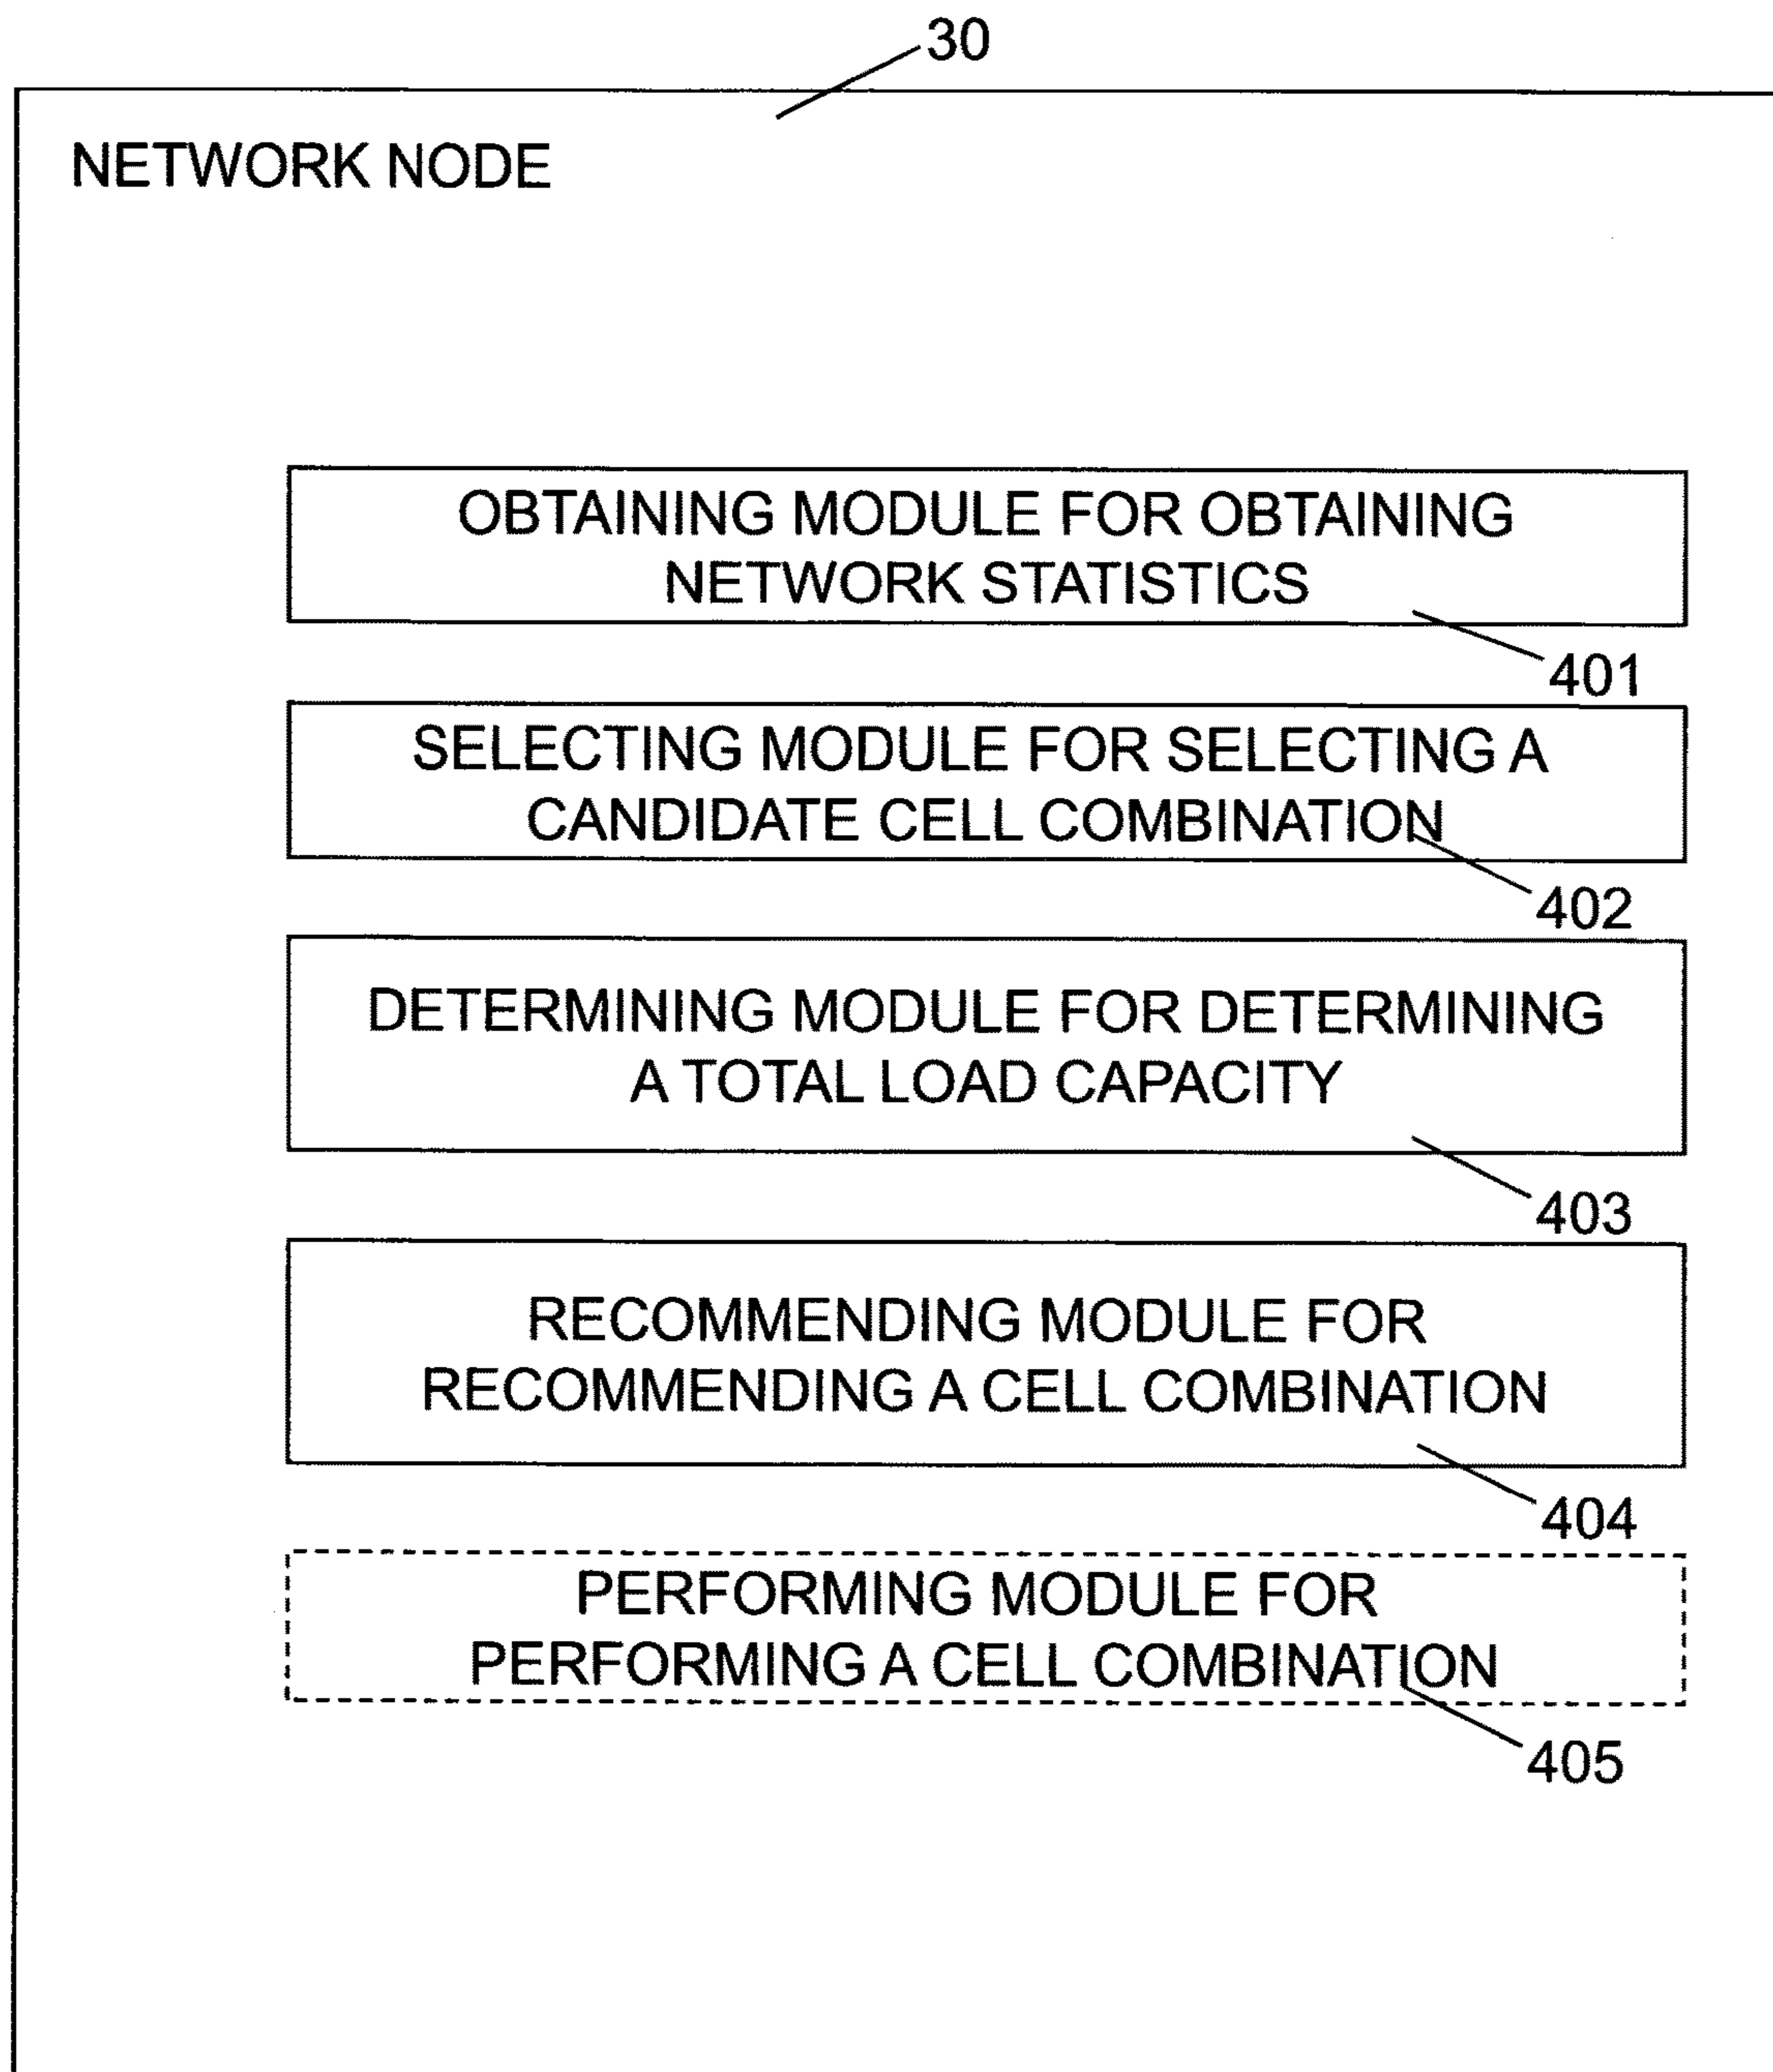 30
NETWORK NODE
OBTAINING MODULE FOR OBTAINING
NETWORK STATISTICS
401
SELECTING MODULE FOR SELECTING A
CANDIDATE CELL COMBINATION
402
DETERMINING MODULE FOR DETERMINING
A TOTAL LOAD CAPACITY
403
RECOMMENDING MODULE FOR
RECOMMENDING A CELL COMBINATION
404
PERFORMING MODULE FOR
PERFORMING A CELL COMBINATION
405